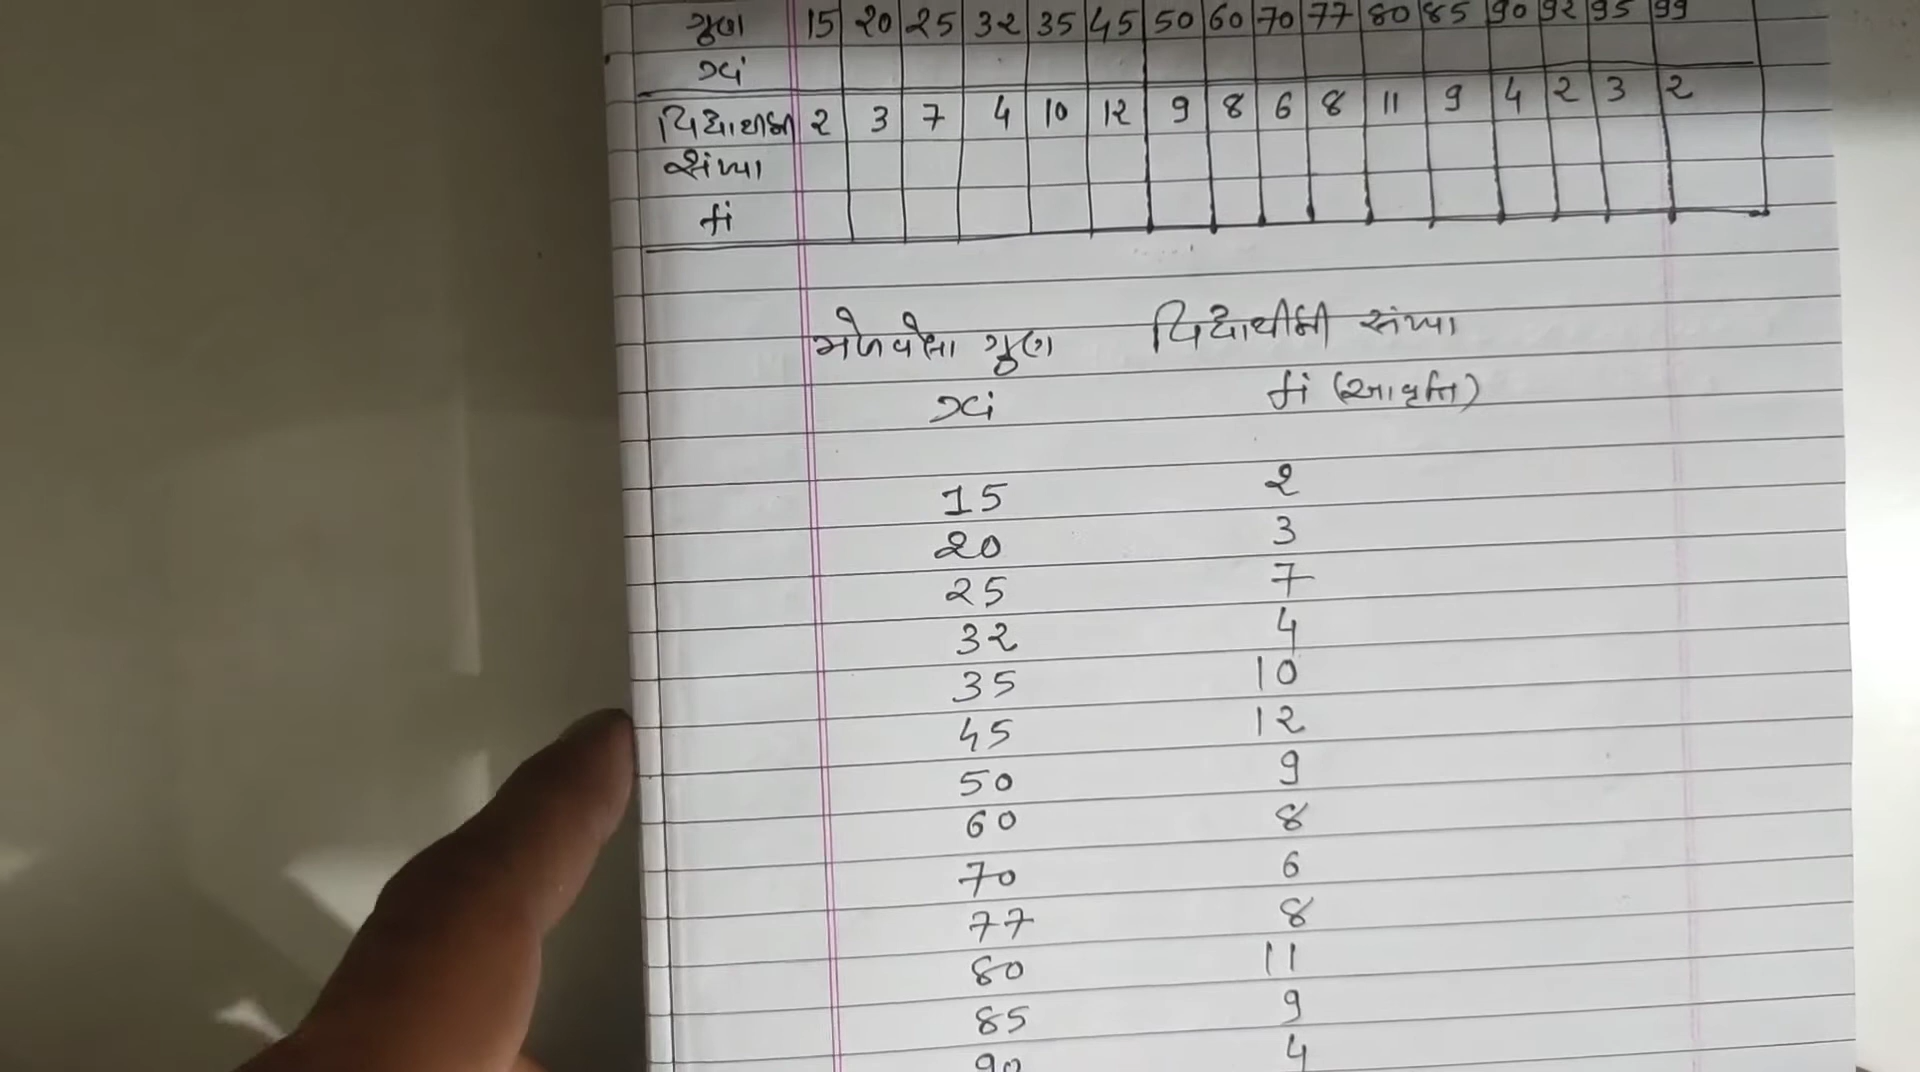 ગુણ 15 20 25 32 35 45 50 60 70 77 80 85 90 92 95 99
xi
વિદ્યાર્થીની 2 3 7 4 10 12 9 8 6 8 11 9 4 2 3 2
સંખ્યા
fi
મેળવેલા ગુણ વિદ્યાર્થીની સંખ્યા
xi fi (આવૃત્તિ)
15 2
20 3
25 7
32 4
35 10
45 12
50 9
60 8
70 6
77 8
80 11
85 9
90 4